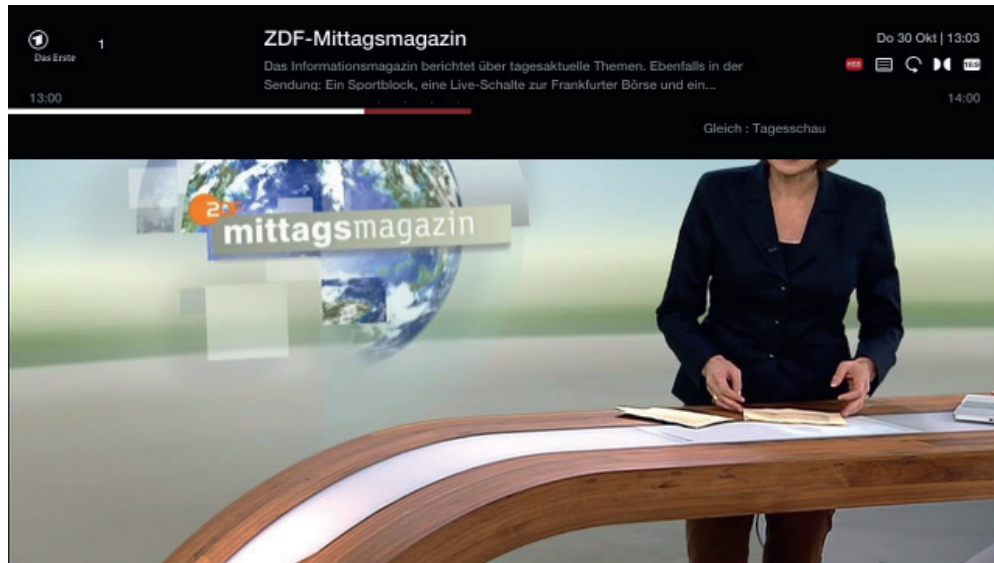 Das Erste
1
ZDF-Mittagsmagazin
Do 30 Okt | 13:03
Das Informationsmagazin berichtet über tagesaktuelle Themen. Ebenfalls in der
Sendung: Ein Sportblock, eine Live-Schalte zur Frankfurter Börse und ein...
13:00
14:00
Gleich : Tagesschau
mittagsmagazin